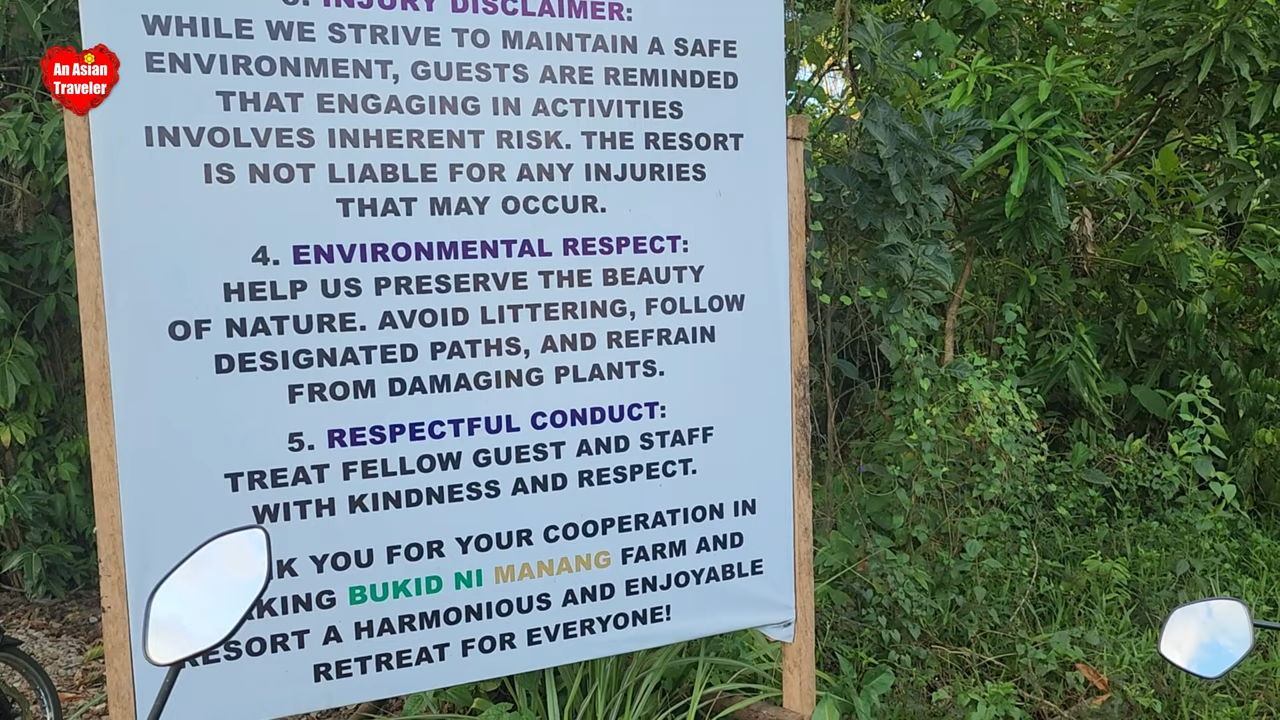 An Asian
Traveler
INJURY DISCLAIMER:
WHILE WE STRIVE TO MAINTAIN A SAFE
ENVIRONMENT, GUESTS ARE REMINDED
THAT ENGAGING IN ACTIVITIES
INVOLVES INHERENT RISK. THE RESORT
IS NOT LIABLE FOR ANY INJURIES
THAT MAY OCCUR.
4. ENVIRONMENTAL RESPECT:
HELP US PRESERVE THE BEAUTY
OF NATURE. AVOID LITTERING, FOLLOW
DESIGNATED PATHS, AND REFRAIN
FROM DAMAGING PLANTS.
5. RESPECTFUL CONDUCT:
TREAT FELLOW GUEST AND STAFF
WITH KINDNESS AND RESPECT.
YOU FOR YOUR COOPERATION IN
BUKID NI MANANG FARM AND
RESORT A HARMONIOUS AND ENJOYABLE
RETREAT FOR EVERYONE!